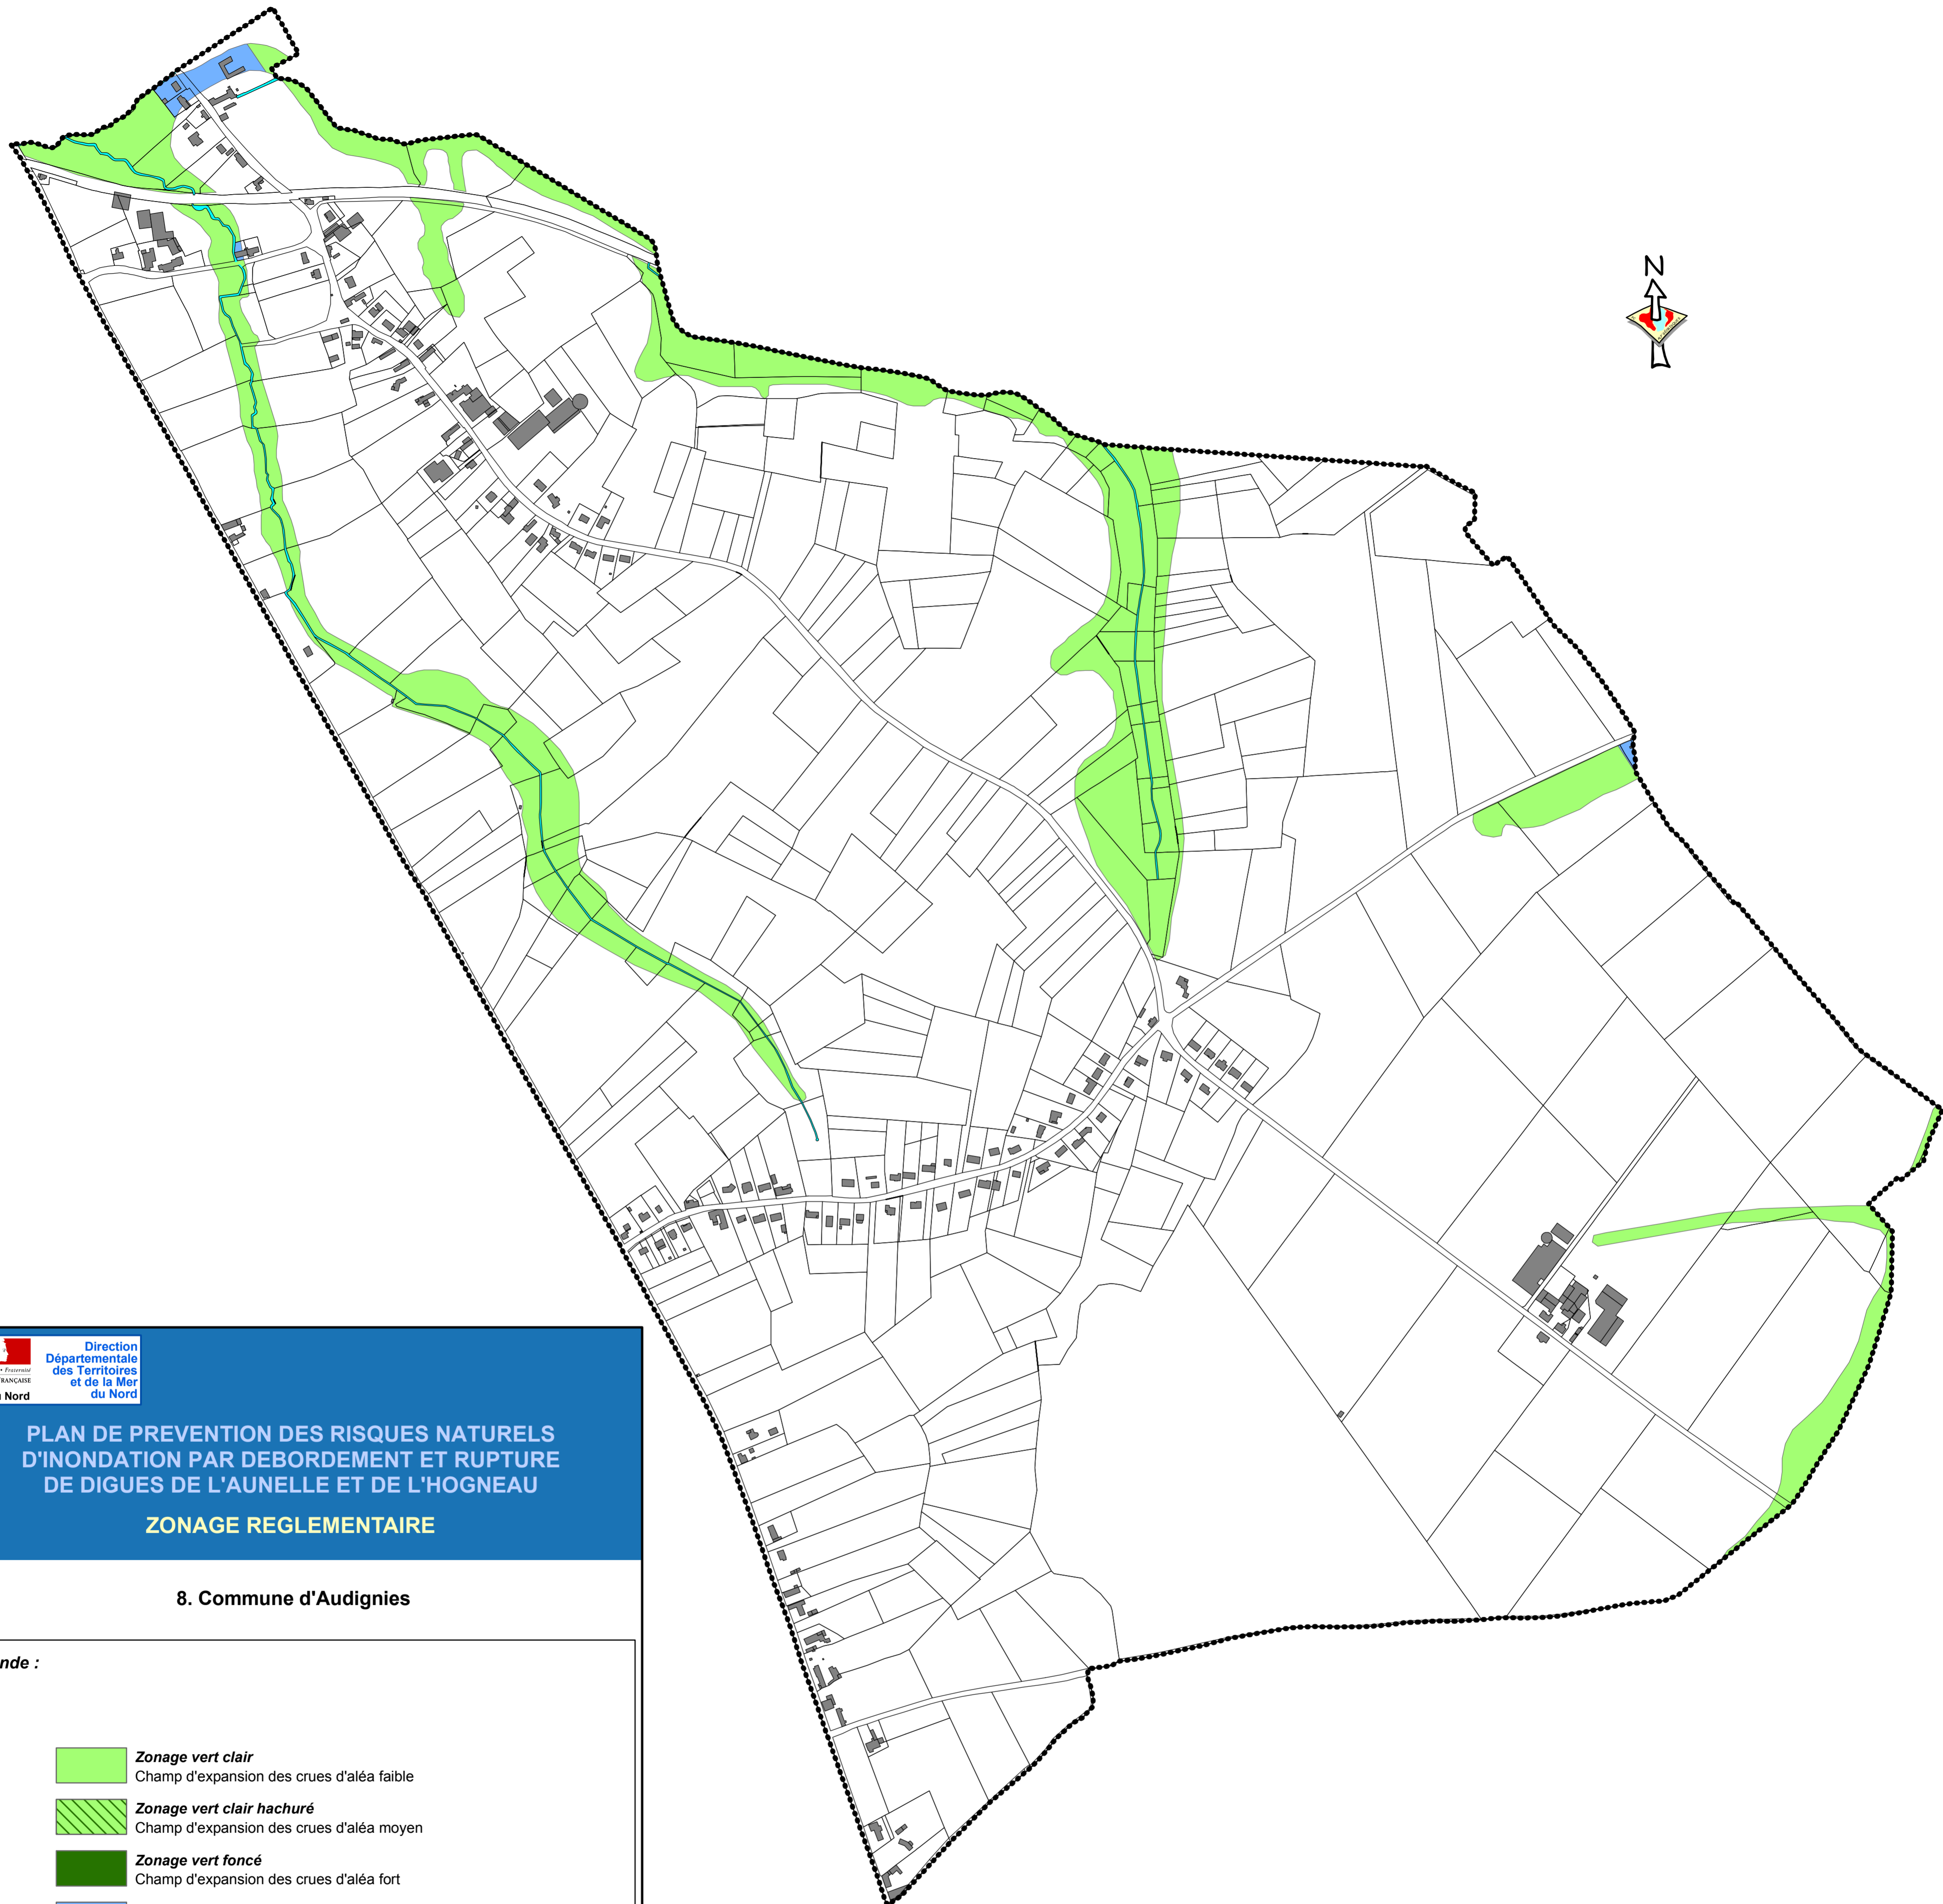 N
Direction
Départementale
des Territoires
et de la Mer
du Nord
Fraternité
Nord
PLAN DE PREVENTION DES RISQUES NATURELS
D'INONDATION PAR DEBORDEMENT ET RUPTURE
DE DIGUES DE L'AUNELLE ET DE L'HOGNEAU
ZONAGE REGLEMENTAIRE
8. Commune d'Audignies
nde :
Zonage vert clair
Champ d'expansion des crues d'aléa faible
Zonage vert clair hachuré
Champ d'expansion des crues d'aléa moyen
Zonage vert foncé
Champ d'expansion des crues d'aléa fort